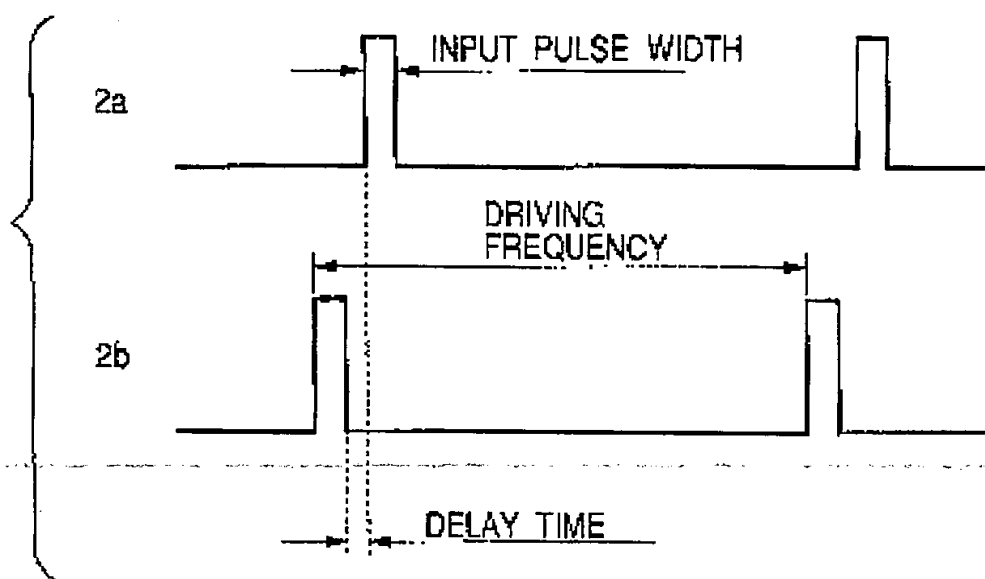 INPUT PULSE WIDTH
2a
DRIVING
FREQUENCY
2b
DELAY TIME